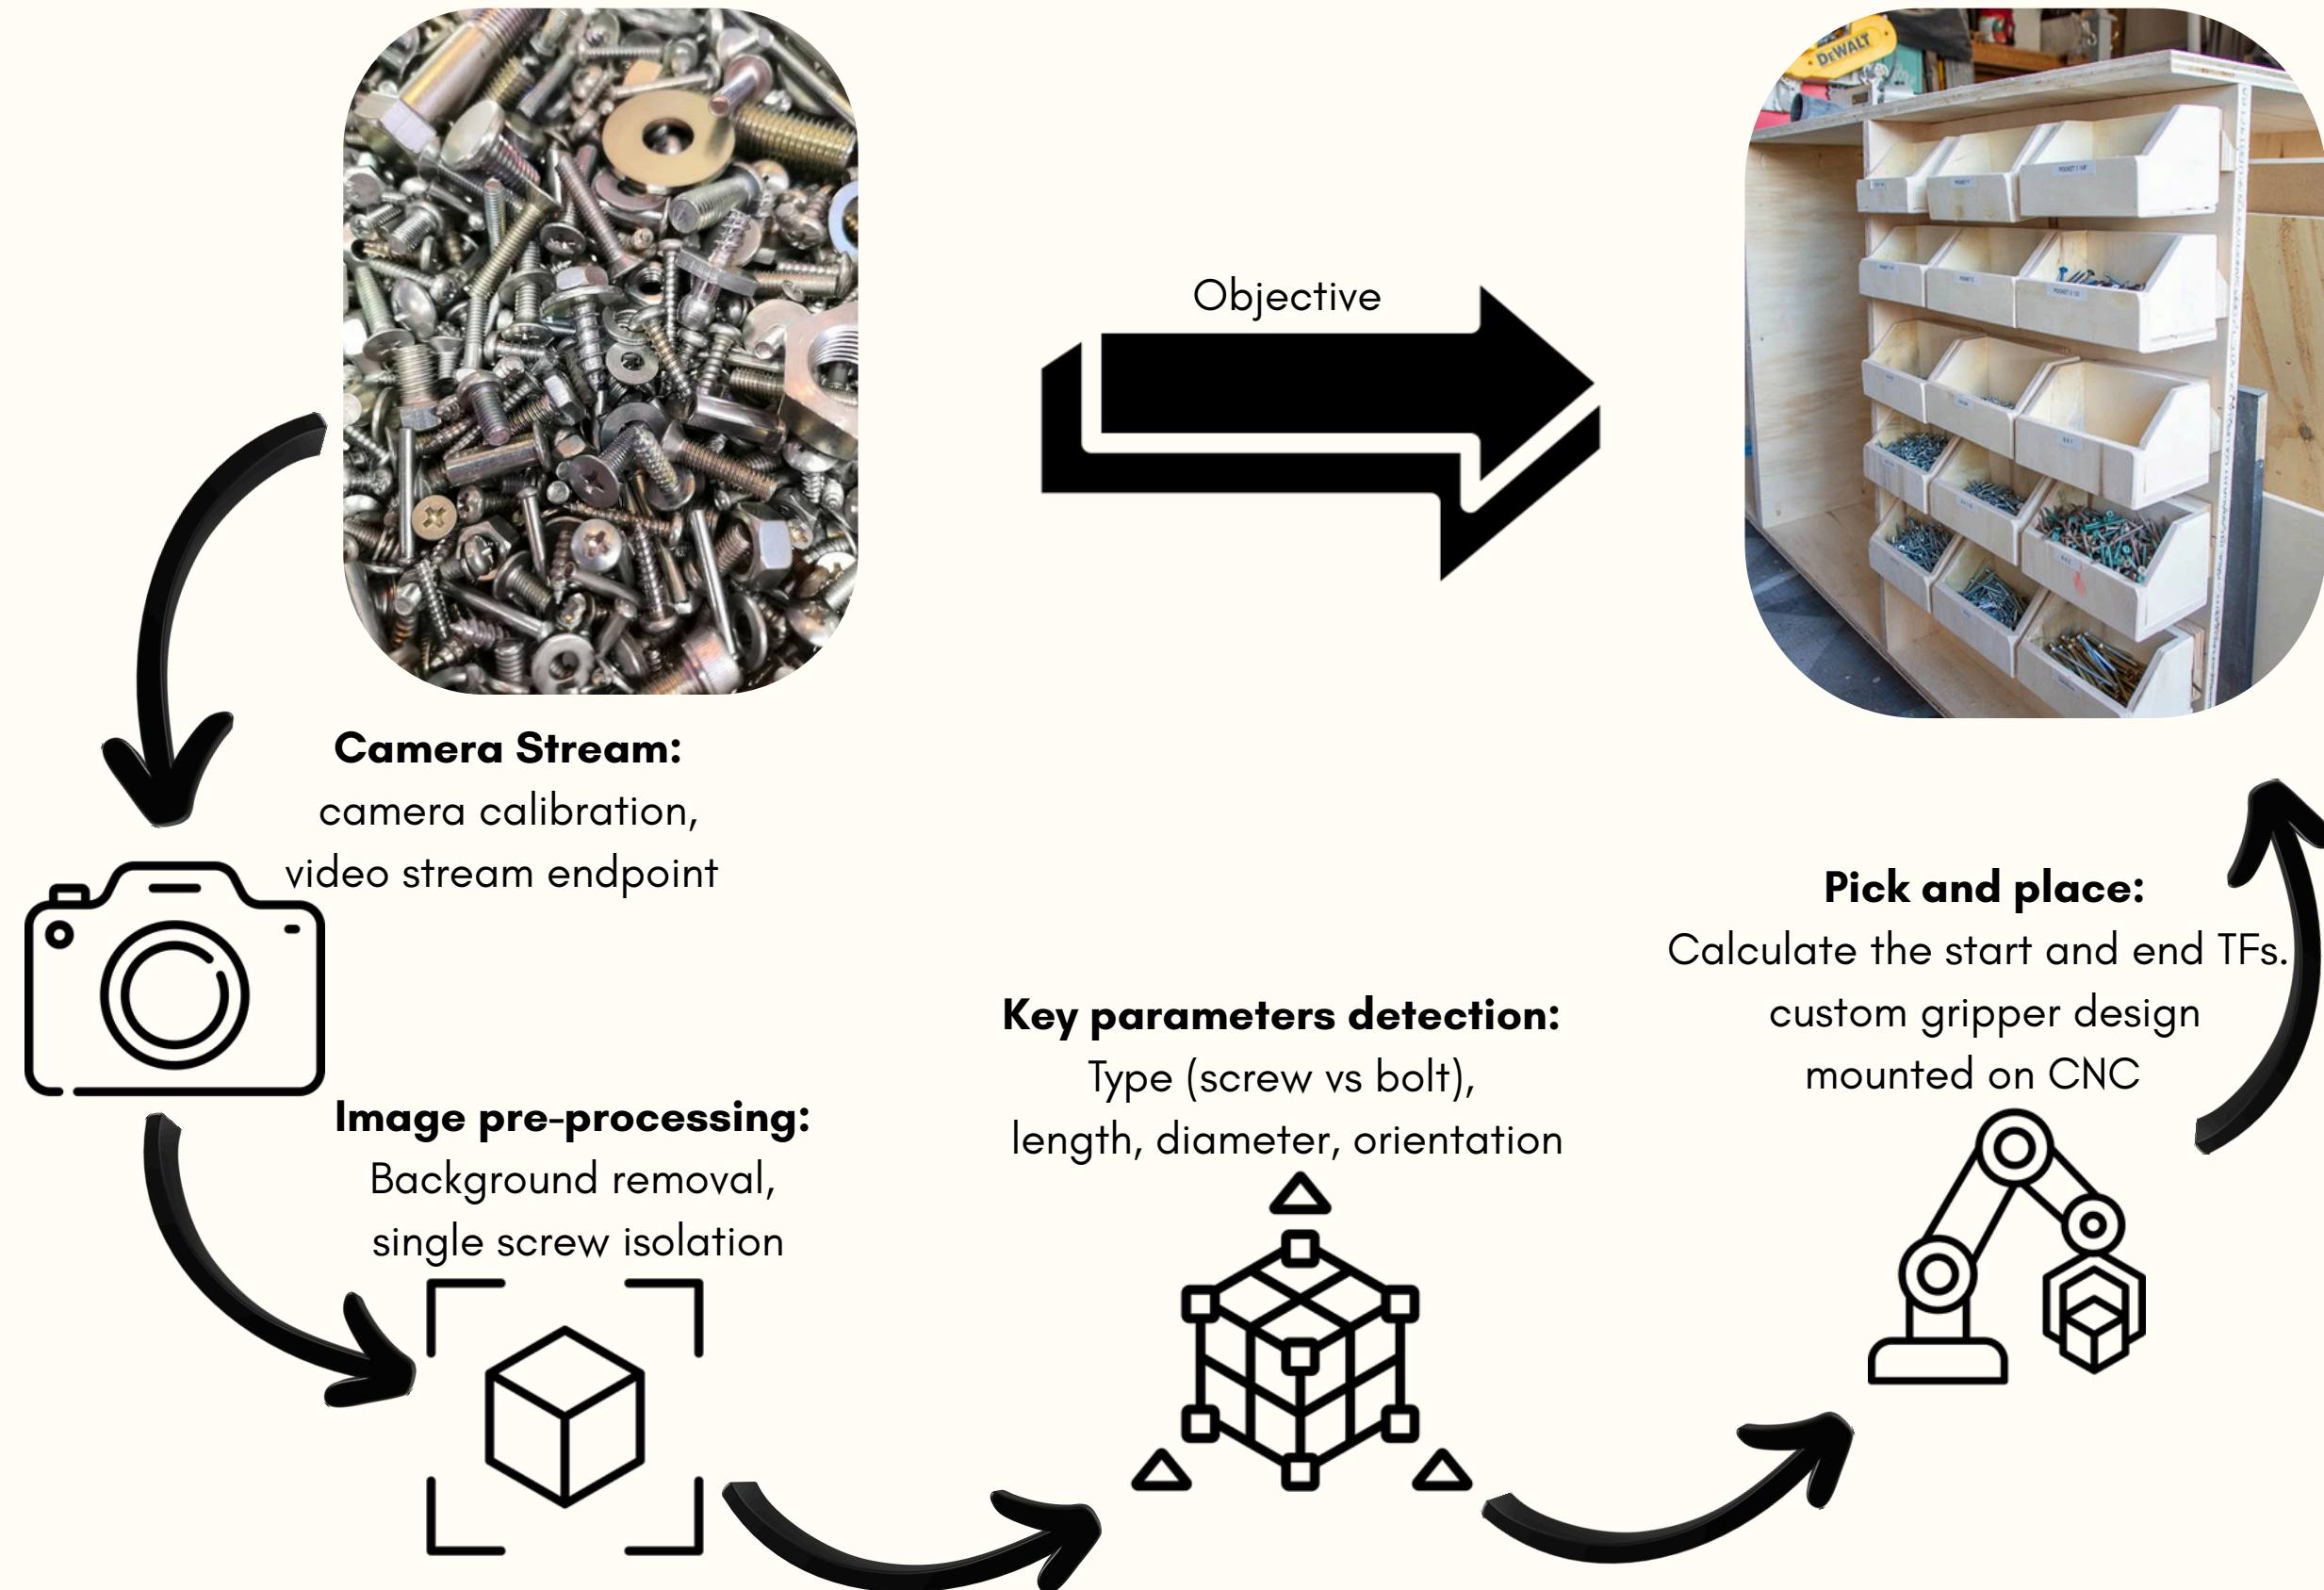 DEWALT
Objective
Camera Stream:
camera calibration,
video stream endpoint
Image pre-processing:
Background removal,
single screw isolation
Key parameters detection:
Type (screw vs bolt),
length, diameter, orientation
Pick and place:
Calculate the start and end TFs.
custom gripper design
mounted on CNC